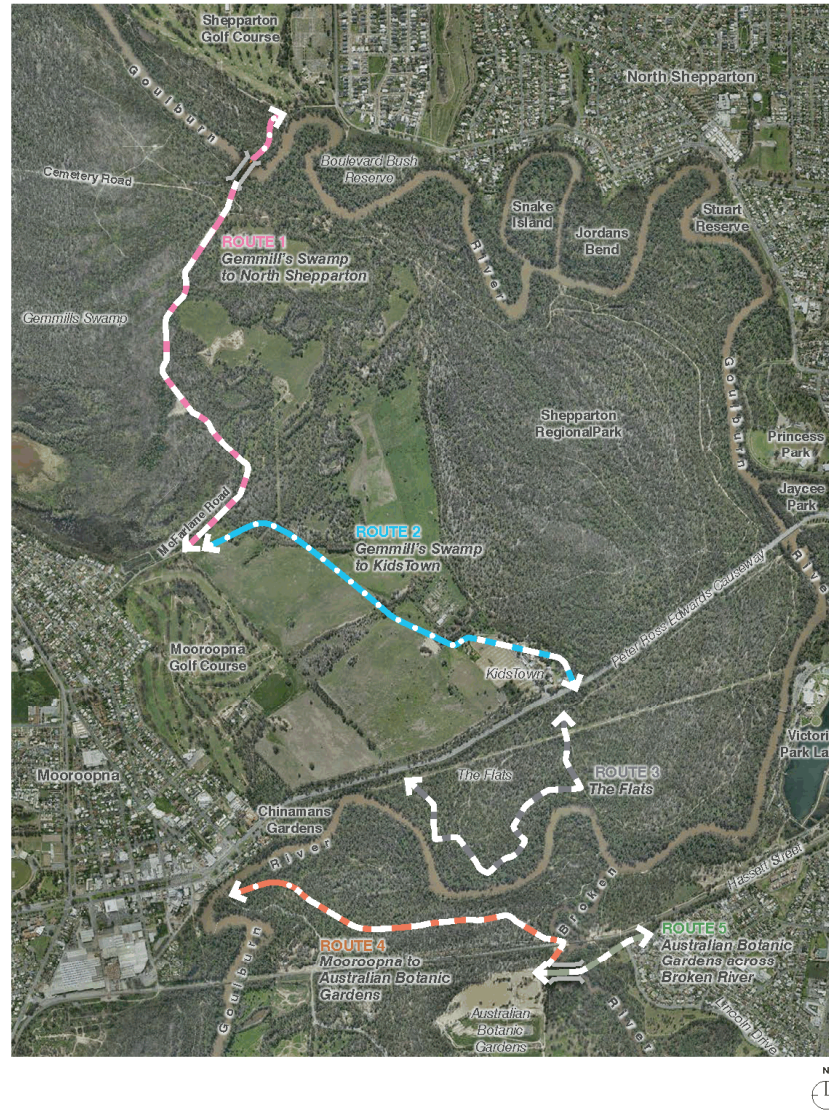 Shepparton
Golf Course
North Shepparton
Goulburn
Boulevard Bush
Reserve
Cemetery Road
Snake
Island
Stuart
Reserve
Jordans
Bend
ROUTE 1
Gemmill's Swamp
to North Shepparton
River
Gemmills Swamp
Goulburn
Shepparton
RegionalPark
Princess
Park
Jaycee
Park
McFarlane Road
ROUTE 2
Gemmill's Swamp
to KidsTown
Rive
Peter Ross-Edwards Causeway
Mooroopna
Golf Course
KidsTown
Victori
Park La
Mooroopna
The Flats
ROUTE 3
The Flats
Chinamans
Gardens
River
Hassett Street
Broken
ROUTE 4
Mooroopna to
Australian Botanic
Gardens
ROUTE 5
Australian Botanic
Gardens across
Broken River
Goulburn
Australian
Botanic
Gardens
River
Lincoln Drive
N